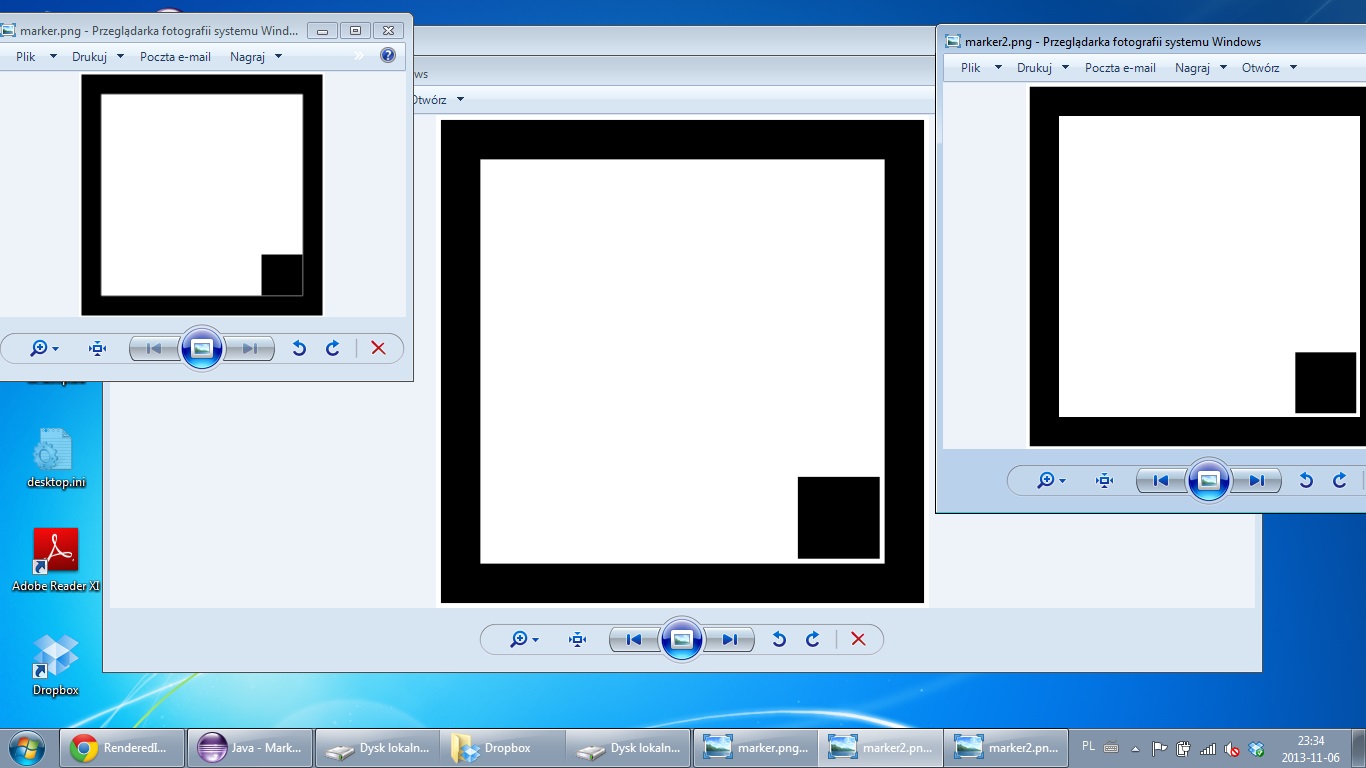 marker.png - Przeglądarka fotografii systemu Wind...
Plik Drukuj Poczta e-mail Nagraj »
ws
Otwórz
marker2.png - Przeglądarka fotografii systemu Windows
Plik Drukuj Poczta e-mail Nagraj Otwórz
desktop.ini
Adobe Reader XI
Dropbox
RenderedI... Java - Mark... Dysk lokaln... Dropbox Dysk lokaln... marker.png... marker2.pn... marker2.pn... PL 23:34
2013-11-06